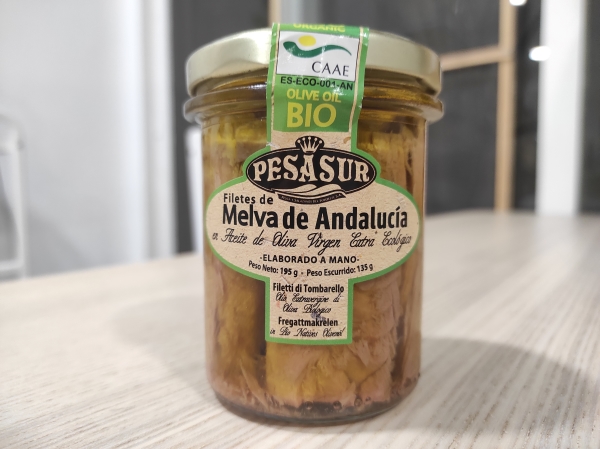 ORGANIC
CAAE
ES-ECO-001-AN
OLIVE OIL
BIO
PESASUR
Filetes de
Melva de Andalucía
en Aceite de Oliva Virgen Extra Ecológico
-ELABORADO A MANO-
Peso Neto: 195 g - Peso Escurrido: 135 g
Filetti di Tombarello
Olio Extravergine di
Oliva Biologico
Fregattmakrelen
in Bio Natives Olivenöl